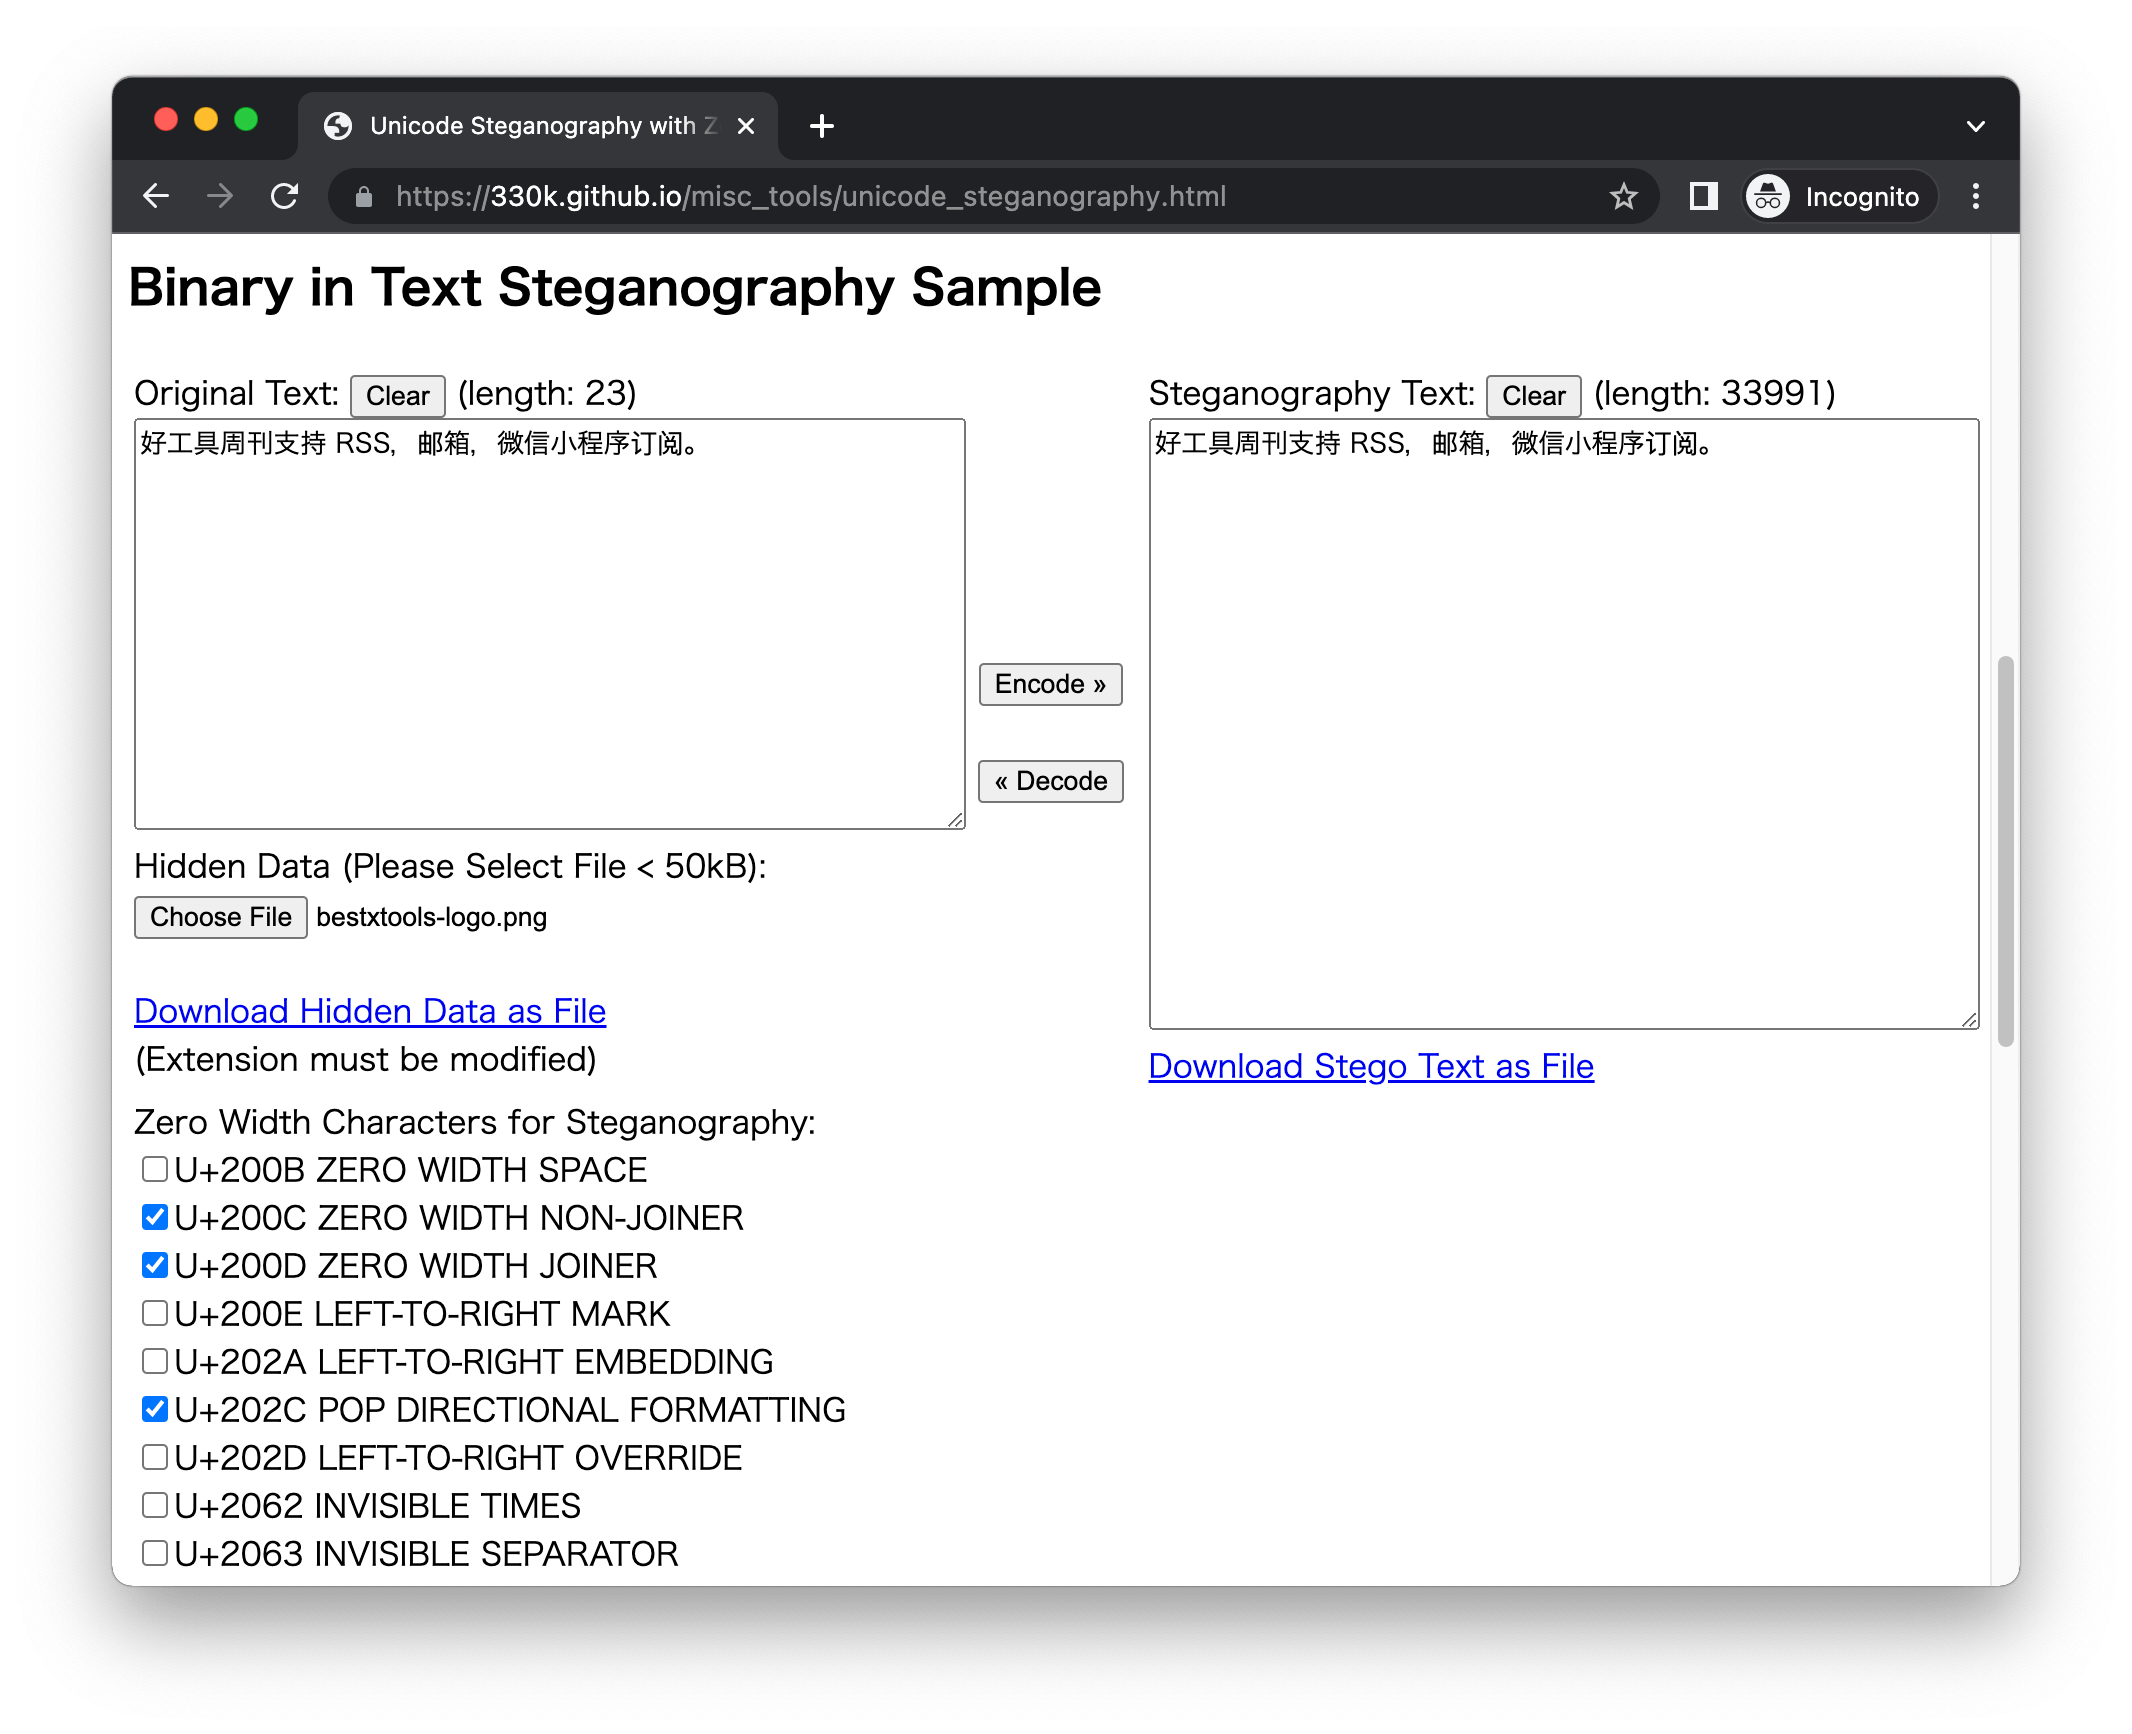 Unicode Steganography with Z
https://330k.github.io/misc_tools/unicode_steganography.html
Incognito
Binary in Text Steganography Sample
Original Text: Clear (length: 23)
好工具周刊支持 RSS，邮箱，微信小程序订阅。
Encode »
« Decode
Hidden Data (Please Select File < 50kB):
Choose File bestxtools-logo.png
Download Hidden Data as File
(Extension must be modified)
Steganography Text: Clear (length: 33991)
好工具周刊支持 RSS，邮箱，微信小程序订阅。
Download Stego Text as File
Zero Width Characters for Steganography:
U+200B ZERO WIDTH SPACE
U+200C ZERO WIDTH NON-JOINER
U+200D ZERO WIDTH JOINER
U+200E LEFT-TO-RIGHT MARK
U+202A LEFT-TO-RIGHT EMBEDDING
U+202C POP DIRECTIONAL FORMATTING
U+202D LEFT-TO-RIGHT OVERRIDE
U+2062 INVISIBLE TIMES
U+2063 INVISIBLE SEPARATOR